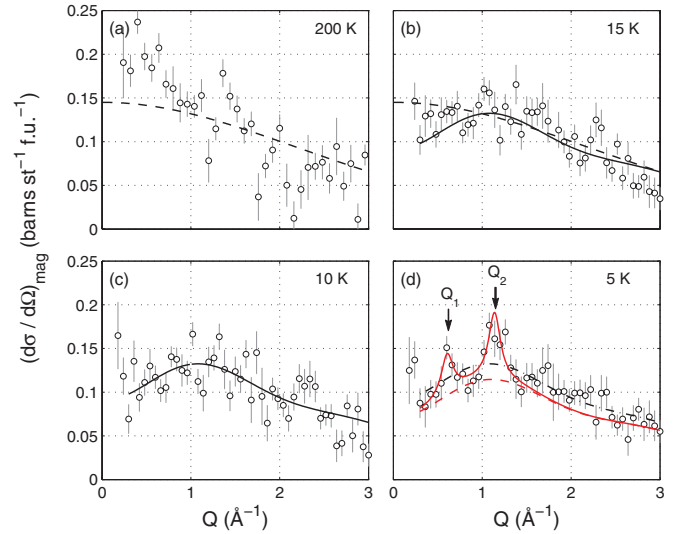 (dσ / dΩ)mag (barns st⁻¹ f.u.⁻¹)
0.25
0.2
0.15
0.1
0.05
0
(a)
200 K
(b)
15 K
0.25
0.2
0.15
0.1
0.05
0
(c)
10 K
(d)
5 K
Q₁
Q₂
0
1
2
3
0
1
2
3
Q (Å⁻¹)
Q (Å⁻¹)